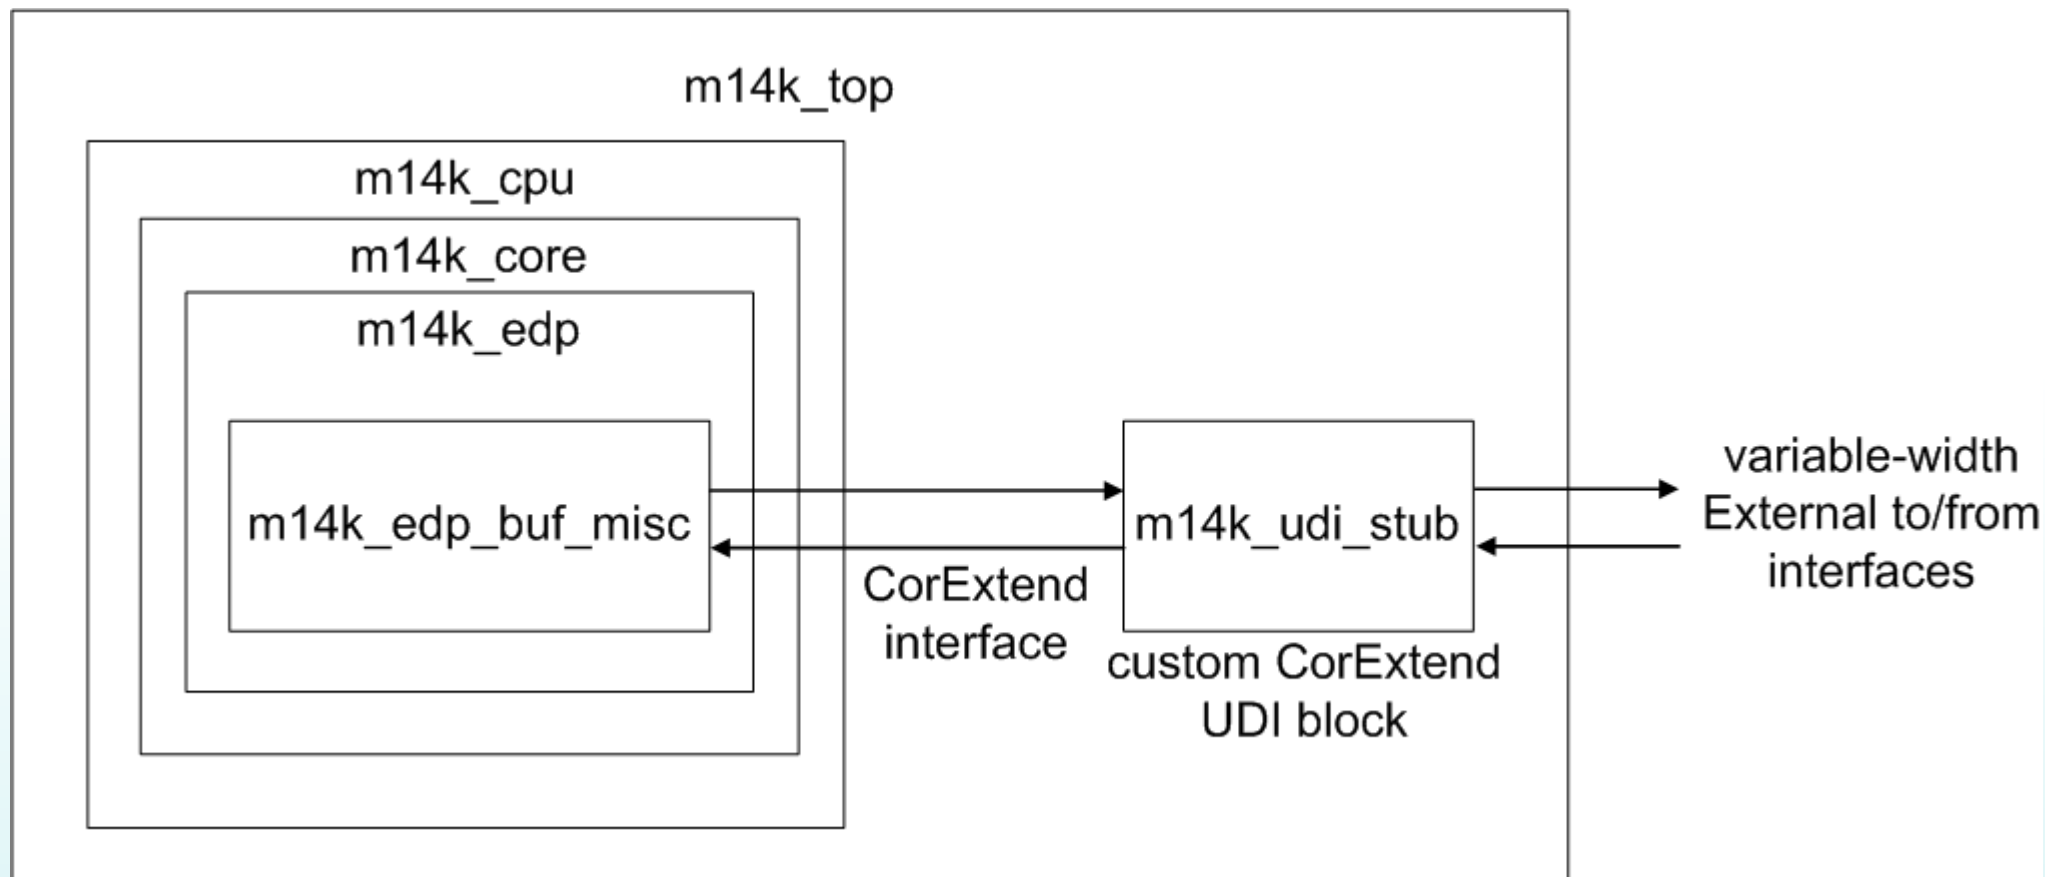 m14k_top
m14k_cpu
m14k_core
m14k_edp
m14k_edp_buf_misc
CorExtend
interface
m14k_udi_stub
custom CorExtend
UDI block
variable-width
External to/from
interfaces